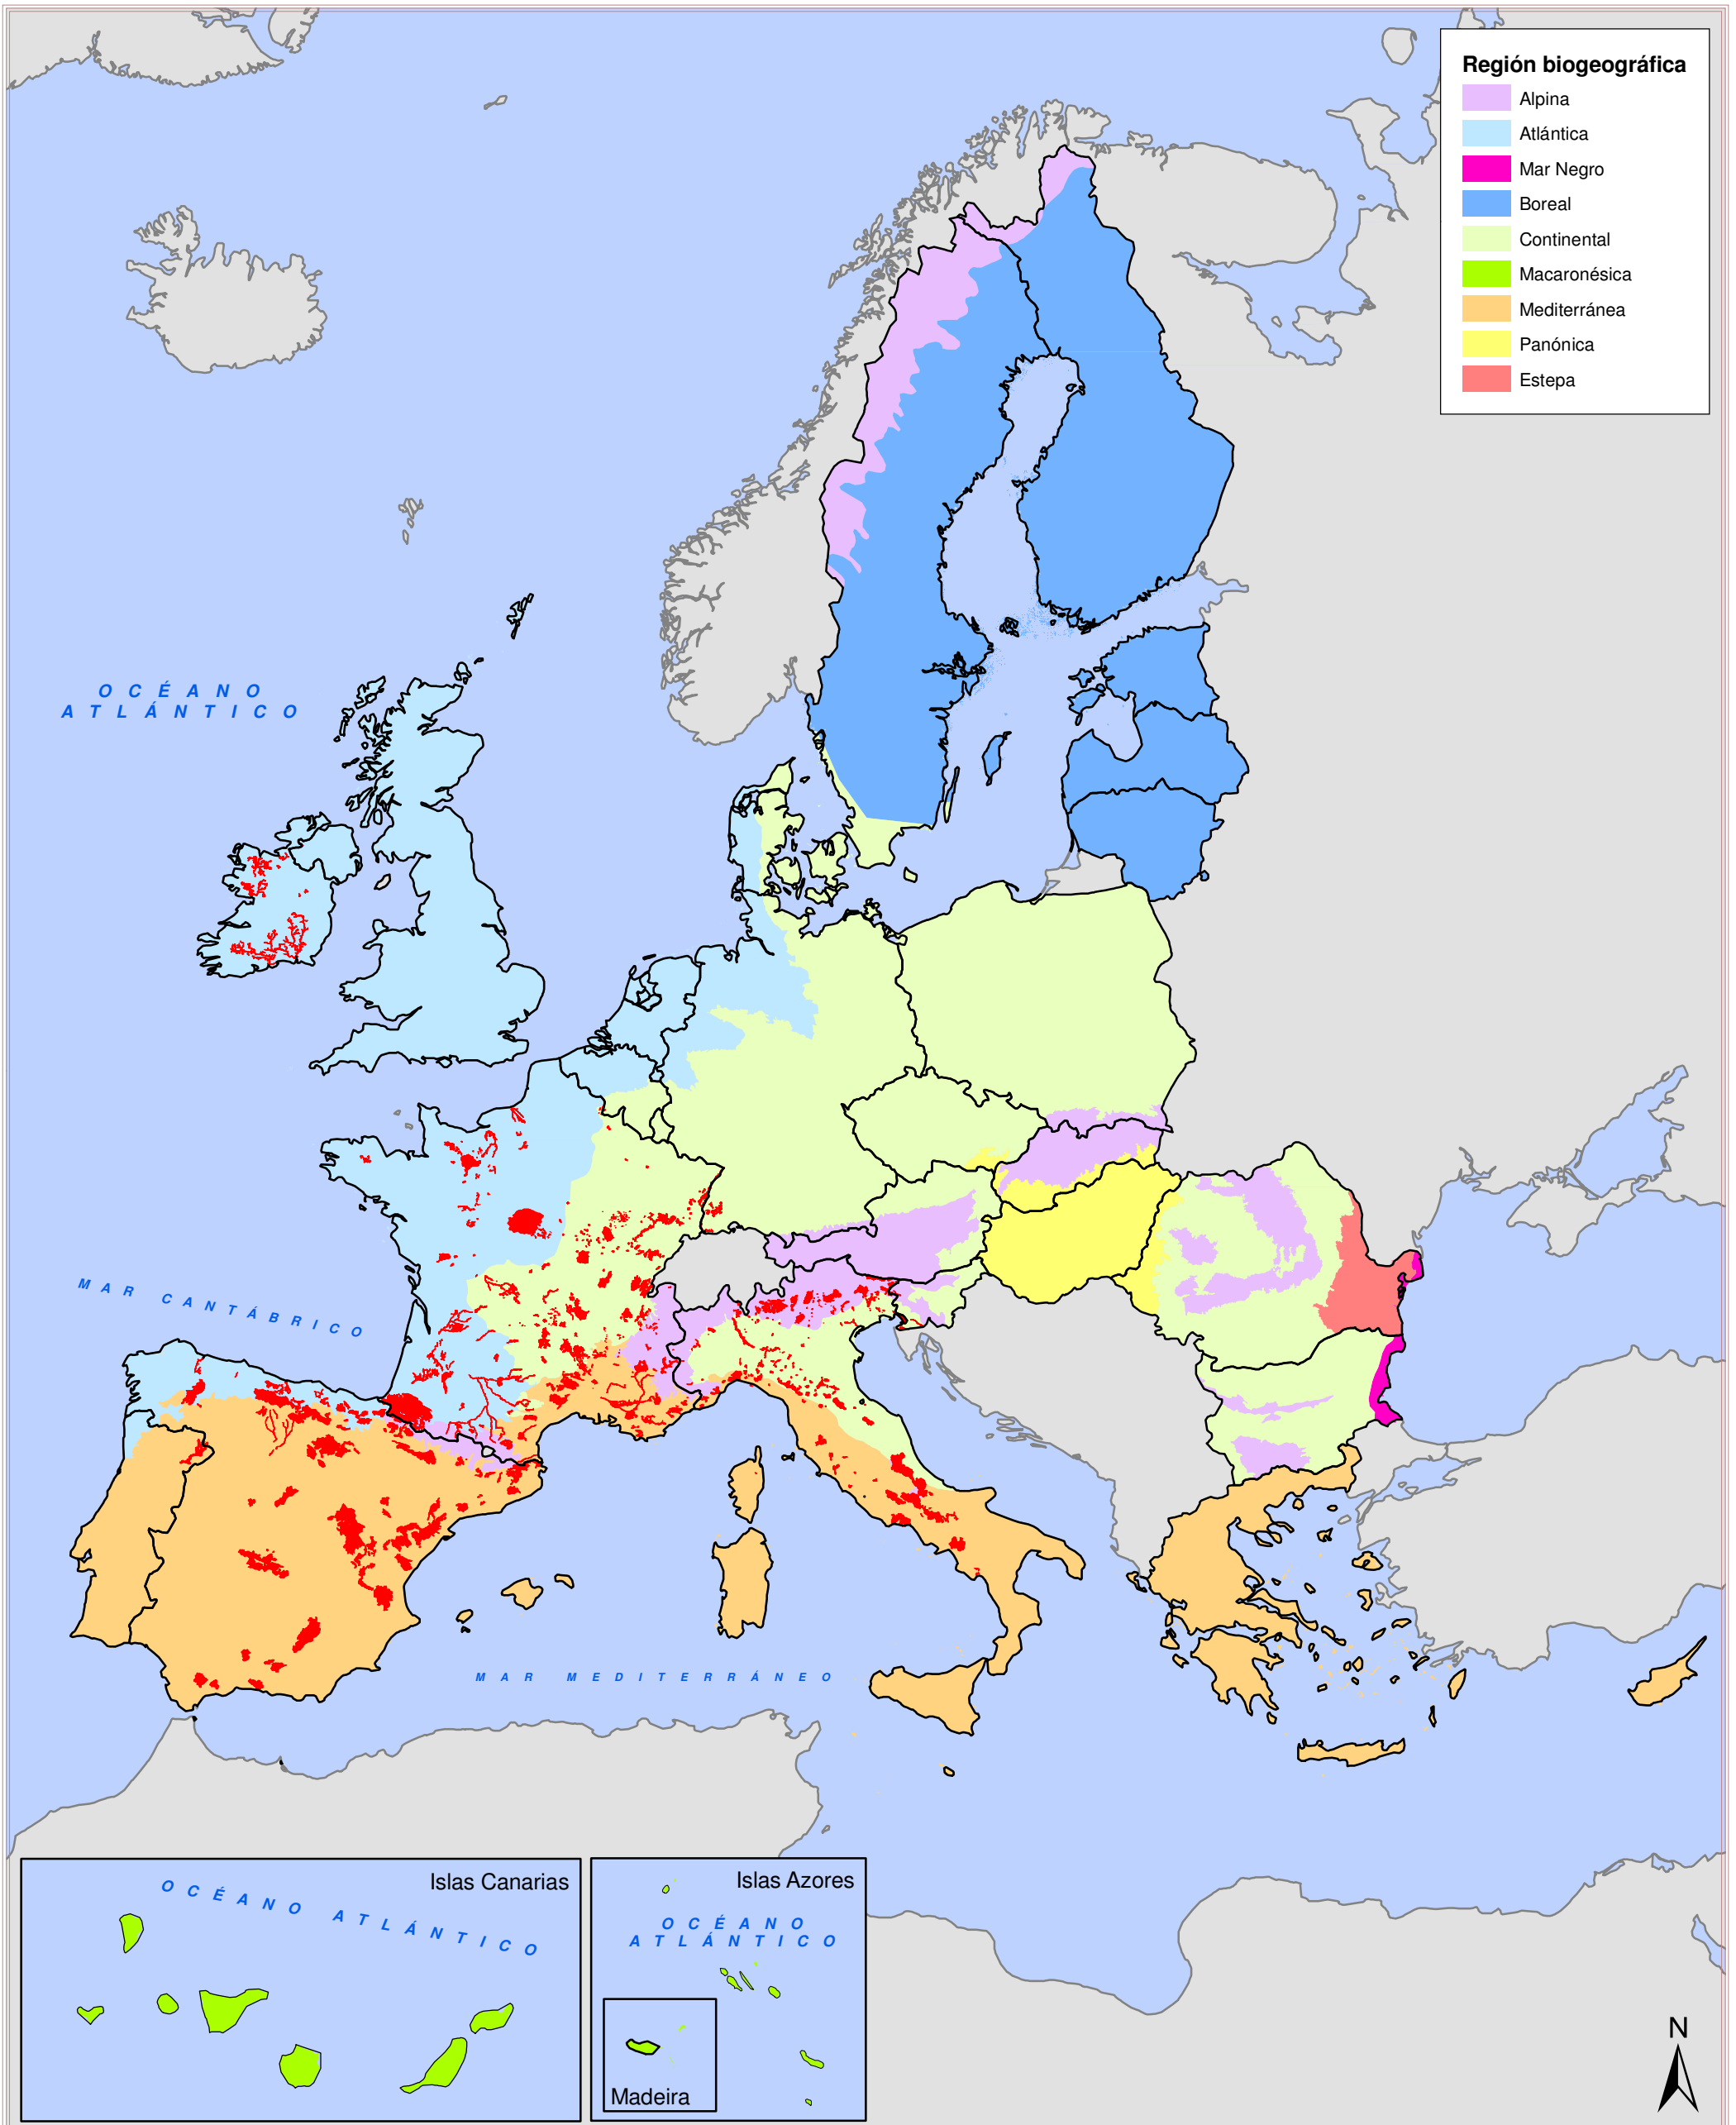 Región biogeográfica
Alpina
Atlántica
Mar Negro
Boreal
Continental
Macaronésica
Mediterránea
Panónica
Estepa
OCÉANO
ATLÁNTICO
MAR CANTÁBRICO
MAR MEDITERRÁNEO
Islas Canarias
OCÉANO ATLÁNTICO
Islas Azores
OCÉANO
ATLÁNTICO
Madeira
N